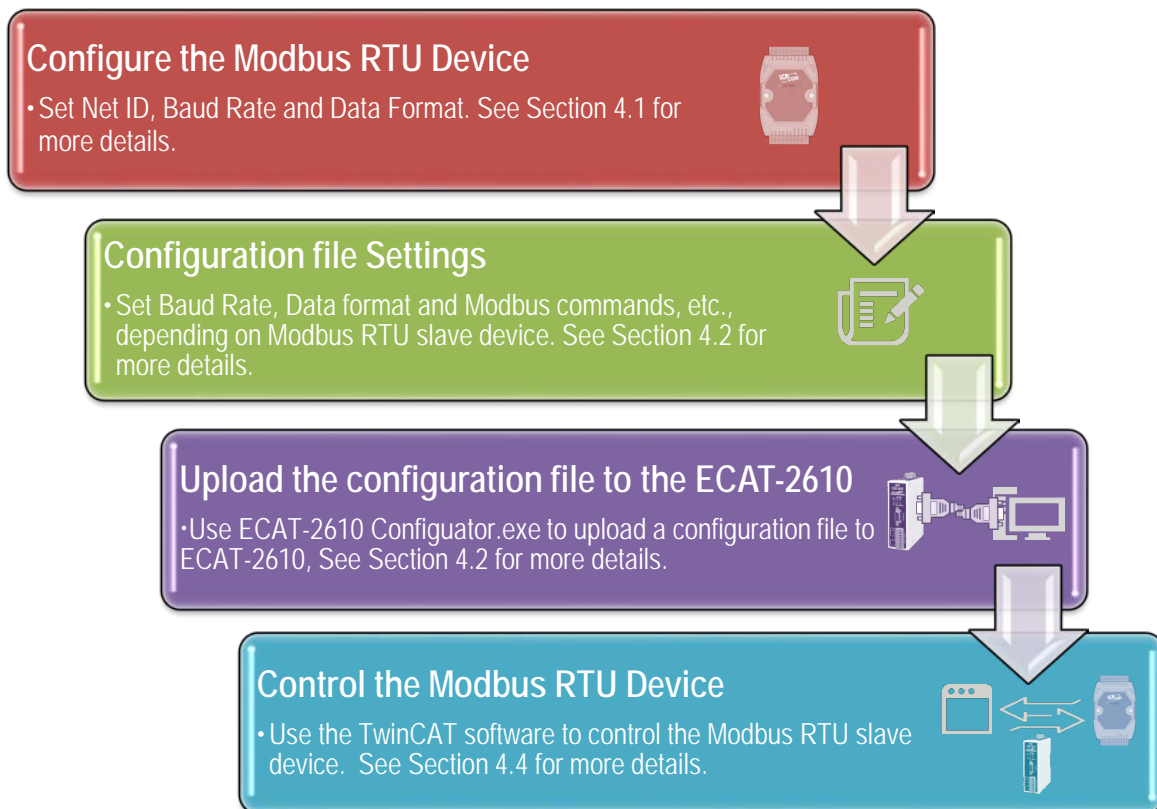 Configure the Modbus RTU Device
• Set Net ID, Baud Rate and Data Format. See Section 4.1 for
more details.
Configuration file Settings
• Set Baud Rate, Data format and Modbus commands, etc.,
depending on Modbus RTU slave device. See Section 4.2 for
more details.
Upload the configuration file to the ECAT-2610
•Use ECAT-2610 Configuator.exe to upload a configuration file to
ECAT-2610, See Section 4.2 for more details.
Control the Modbus RTU Device
• Use the TwinCAT software to control the Modbus RTU slave
device. See Section 4.4 for more details.